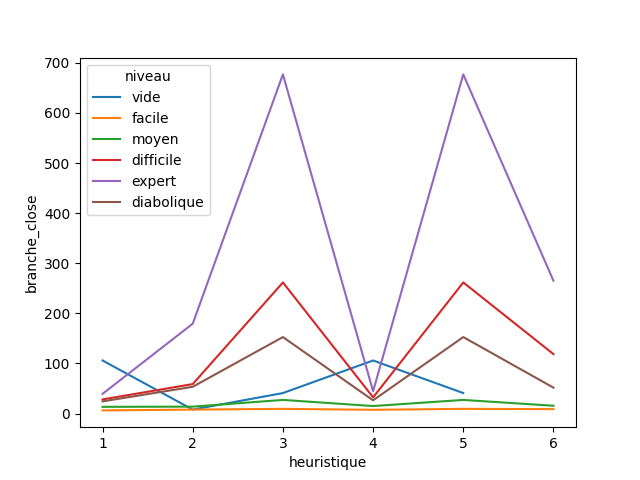 700
600
500
400
300
200
100
0
branche_close
niveau
vide
facile
moyen
difficile
expert
diabolique
1 2 3 4 5 6
heuristique